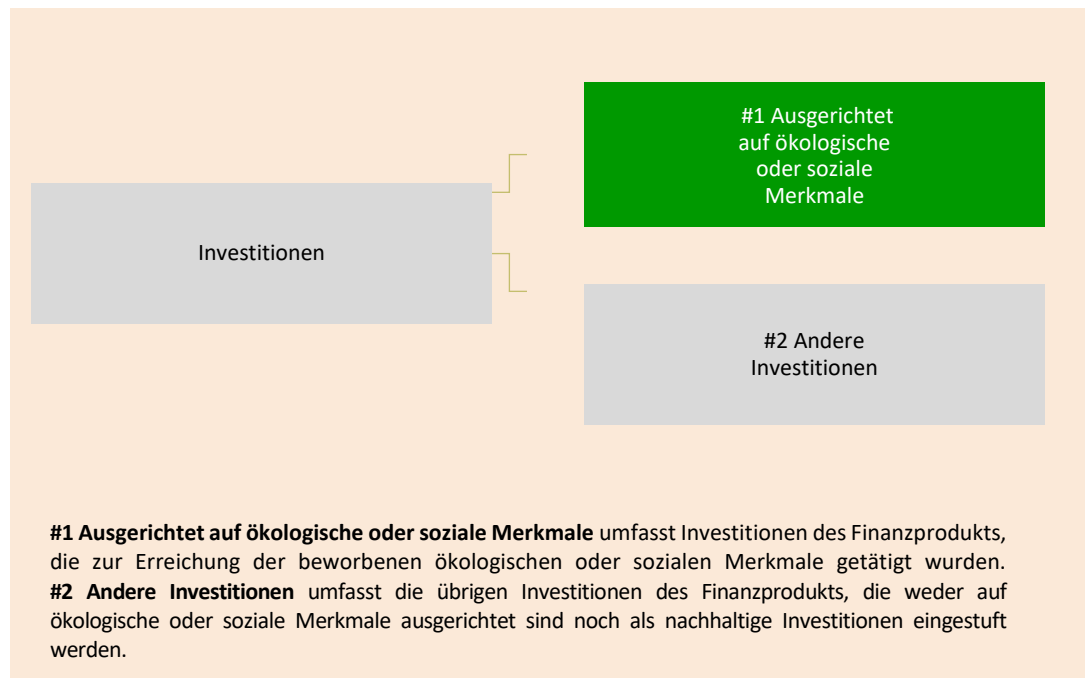 #1 Ausgerichtet
auf ökologische
oder soziale
Merkmale
Investitionen
#2 Andere
Investitionen
#1 Ausgerichtet auf ökologische oder soziale Merkmale umfasst Investitionen des Finanzprodukts,
die zur Erreichung der beworbenen ökologischen oder sozialen Merkmale getätigt wurden.
#2 Andere Investitionen umfasst die übrigen Investitionen des Finanzprodukts, die weder auf
ökologische oder soziale Merkmale ausgerichtet sind noch als nachhaltige Investitionen eingestuft
werden.